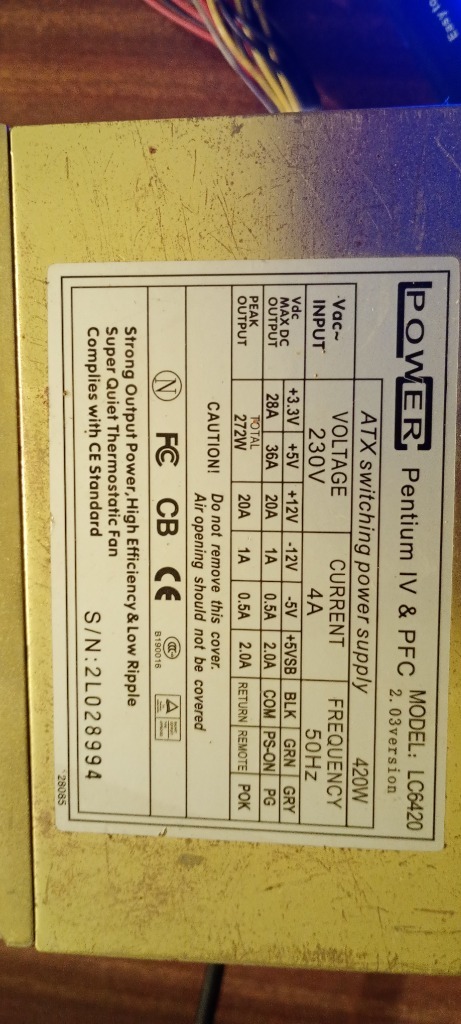 Easyto
POWER Pentium IV & PFC MODEL: LC6420
2.03version
ATX switching power supply 420W
Vac~ INPUT VOLTAGE CURRENT FREQUENCY
230V 4A 50Hz
Vdc MAX DC OUTPUT +3.3V +5V +12V -12V -5V +5VSB BLK GRN GRY
28A 36A 20A 1A 0.5A 2.0A COM PS-ON PG
PEAK OUTPUT TOTAL 272W 20A 1A 0.5A 2.0A RETURN REMOTE POK
CAUTION! Do not remove this cover.
Air opening should not be covered
N FC CB CE
B190016
Strong Output Power,High Efficiency&Low Ripple
Super Quiet Thermostatic Fan
Complies with CE Standard
S/N:2L028994
28085